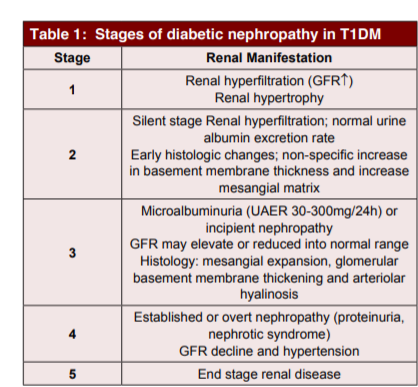 Table 1: Stages of diabetic nephropathy in T1DM
Stage Renal Manifestation
1
Renal hyperfiltration (GFR↑)
Renal hypertrophy
2
Silent stage Renal hyperfiltration; normal urine
albumin excretion rate
Early histologic changes; non-specific increase
in basement membrane thickness and increase
mesangial matrix
3
Microalbuminuria (UAER 30-300mg/24h) or
incipient nephropathy
GFR may elevate or reduced into normal range
Histology: mesangial expansion, glomerular
basement membrane thickening and arteriolar
hyalinosis
4
Established or overt nephropathy (proteinuria,
nephrotic syndrome)
GFR decline and hypertension
5 End stage renal disease